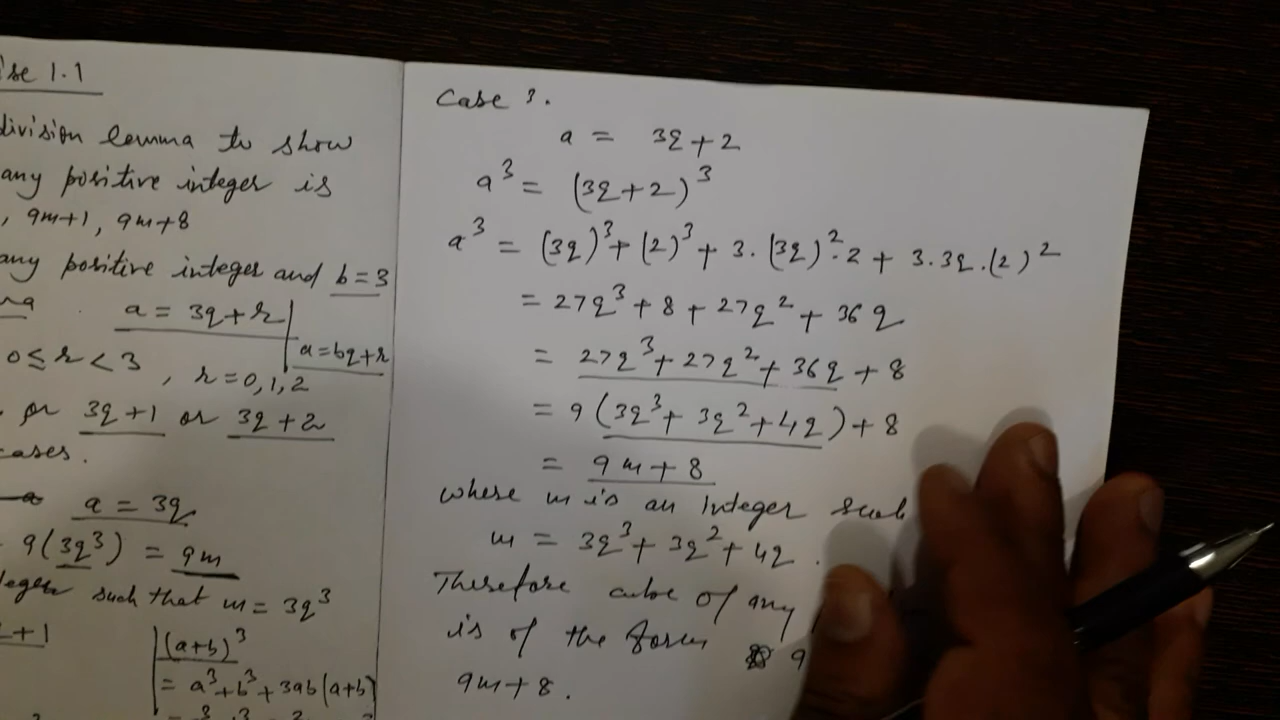 1.1
division lemma to show
any positive integer is
, 9m+1, 9m+8
any positive integer and b=3
a = 3q+r
a=bq+r
0≤r<3, r=0,1,2
or 3q+1 or 3q+2
cases.
a = 3q
9(3q³) = 9m
such that m = 3q³
+1
(a+b)³
= a³+b³+3ab(a+b)
Case 3.
a = 3q+2
a³ = (3q+2)³
a³ = (3q)³+(2)³+3.(3q)².2+3.3q.(2)²
= 27q³+8+27q²+36q
= 27q³+27q²+36q+8
= 9(3q³+3q²+4q)+8
= 9m+8
where m is an Integer such
m = 3q³+3q²+4q.
Therefore cube of any
is of the form 9
9m+8.